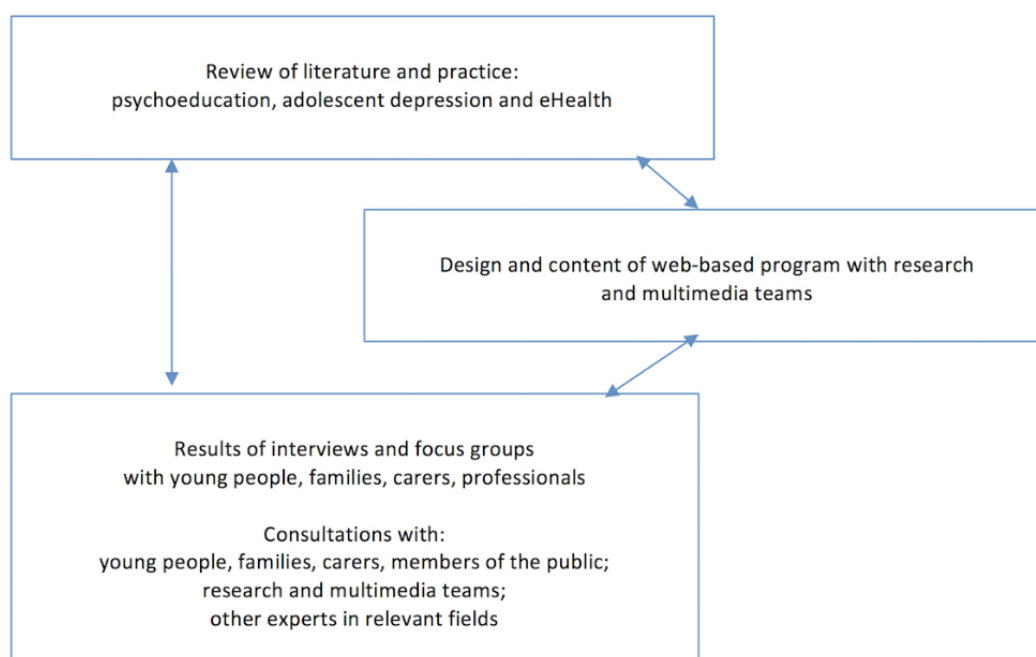 Review of literature and practice:
psychoeducation, adolescent depression and eHealth
Design and content of web-based program with research
and multimedia teams
Results of interviews and focus groups
with young people, families, carers, professionals
Consultations with:
young people, families, carers, members of the public;
research and multimedia teams;
other experts in relevant fields